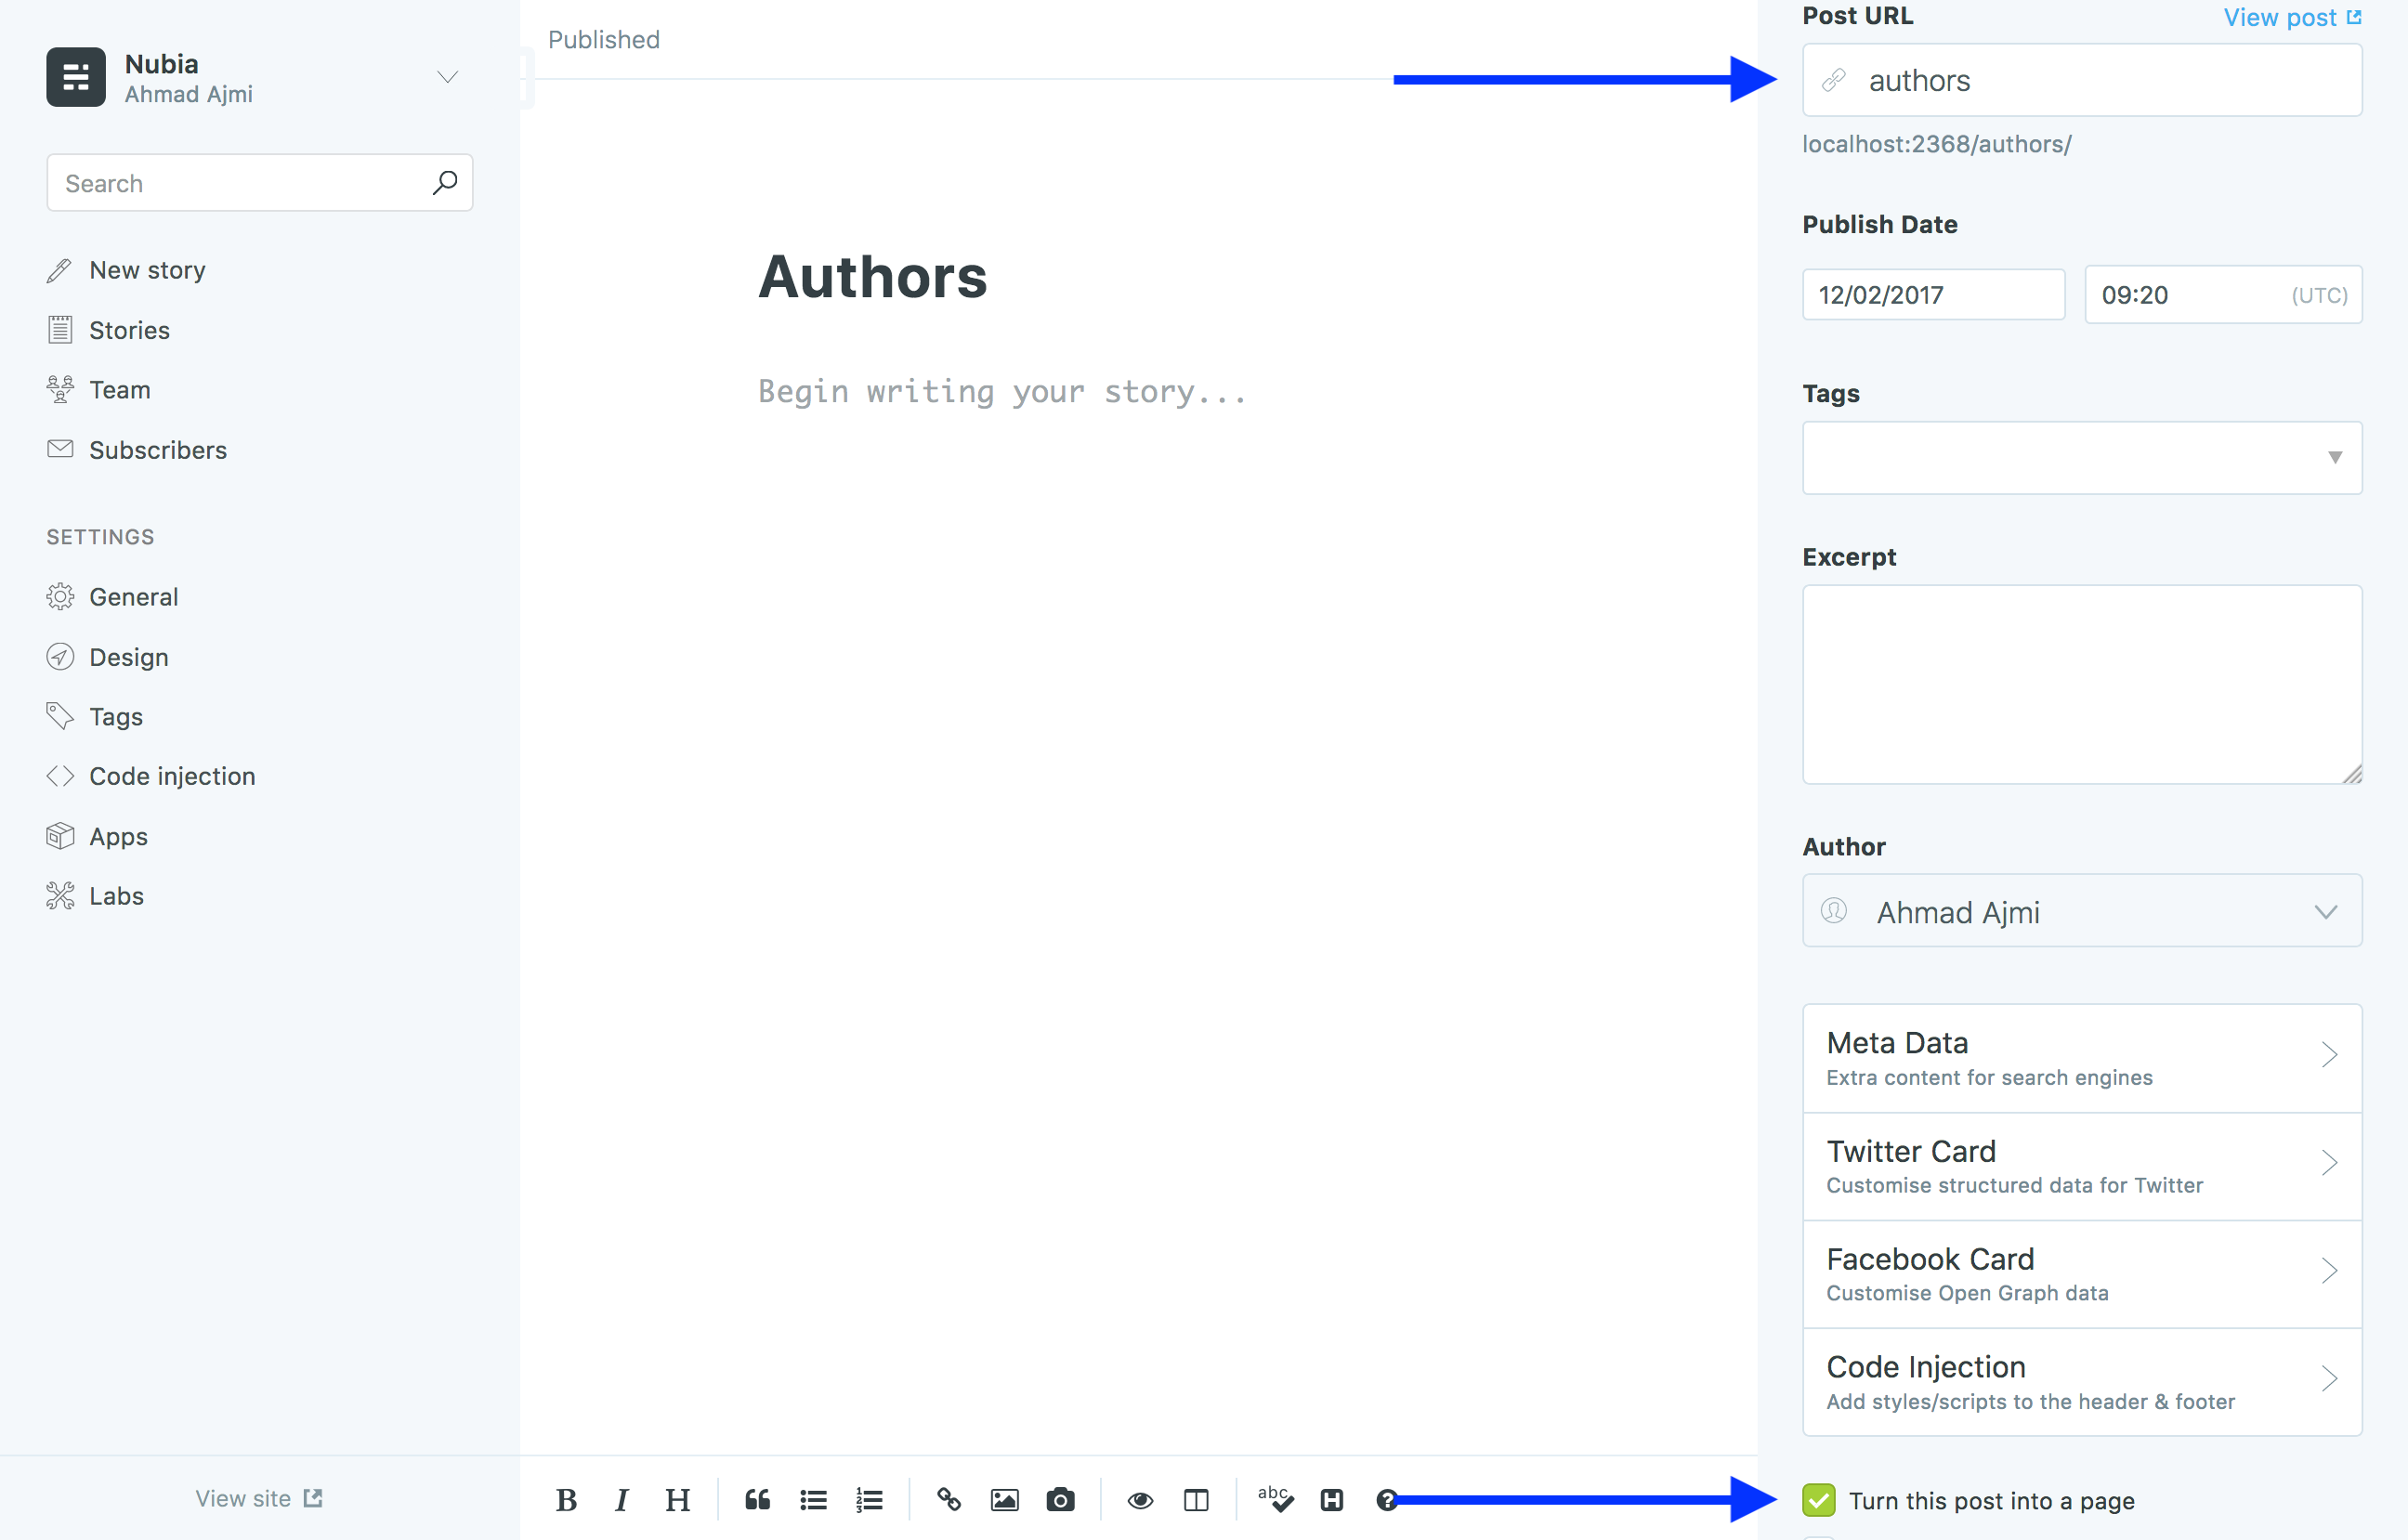 Nubia
Ahmad Ajmi
Search
New story
Stories
Team
Subscribers
SETTINGS
General
Design
Tags
Code injection
Apps
Labs
View site
Published
Authors
Begin writing your story...
B I H
abc
H
?
Post URL
View post
authors
localhost:2368/authors/
Publish Date
12/02/2017
09:20 (UTC)
Tags
Excerpt
Author
Ahmad Ajmi
Meta Data
Extra content for search engines
Twitter Card
Customise structured data for Twitter
Facebook Card
Customise Open Graph data
Code Injection
Add styles/scripts to the header & footer
Turn this post into a page